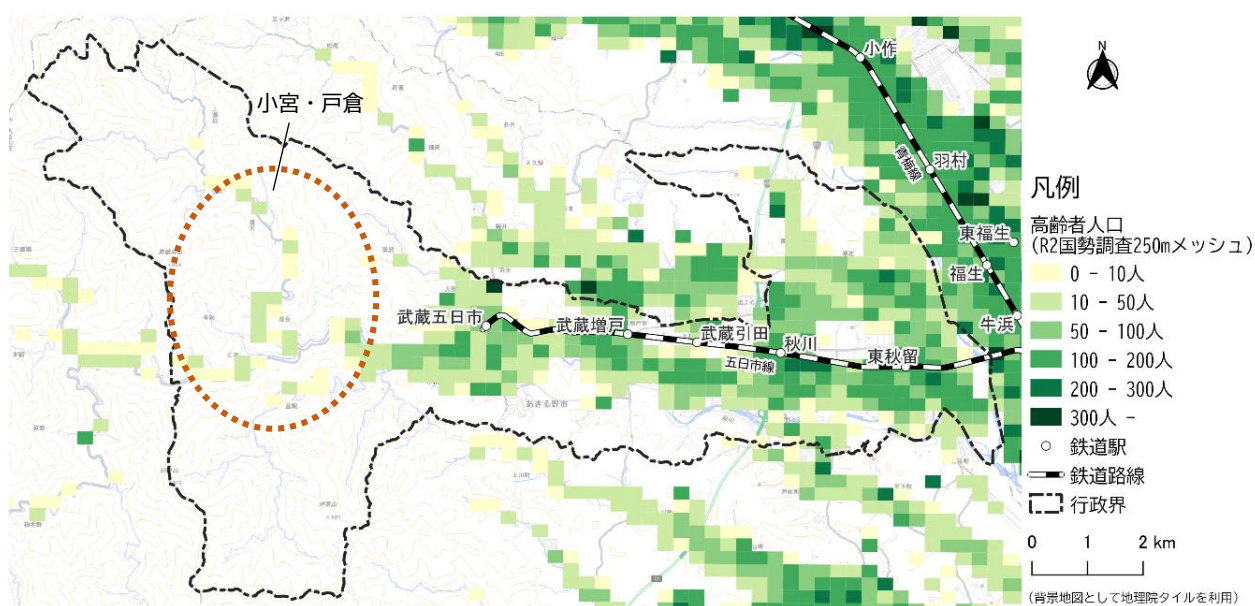 小宮・戸倉
小作
羽村
青梅線
東福生
福生
牛浜
武蔵五日市
武蔵増戸
武蔵引田
秋川
東秋留
五日市線
あきる野市
N
凡例
高齢者人口
(R2国勢調査250mメッシュ)
0 - 10人
10 - 50人
50 - 100人
100 - 200人
200 - 300人
300人 -
鉄道駅
鉄道路線
行政界
0 1 2 km
(背景地図として地理院タイルを利用)